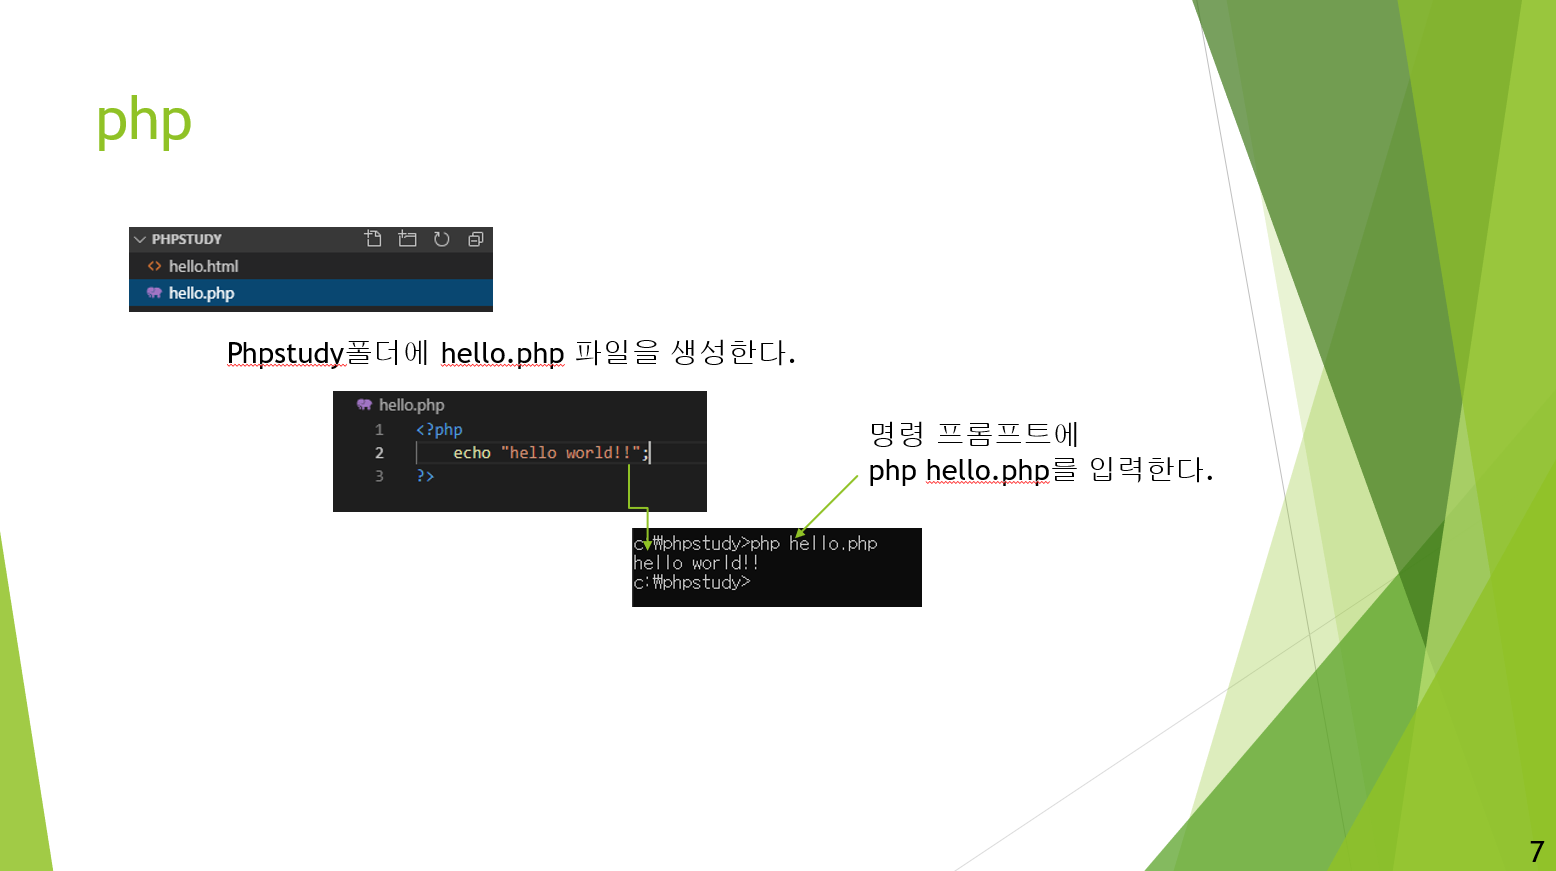 php
PHPSTUDY
hello.html
hello.php
Phpstudy폴더에 hello.php 파일을 생성한다.
hello.php
1 <?php
2 echo "hello world!!";
3 ?>
명령 프롬프트에
php hello.php를 입력한다.
c:₩phpstudy>php hello.php
hello world!!
c:₩phpstudy>
7